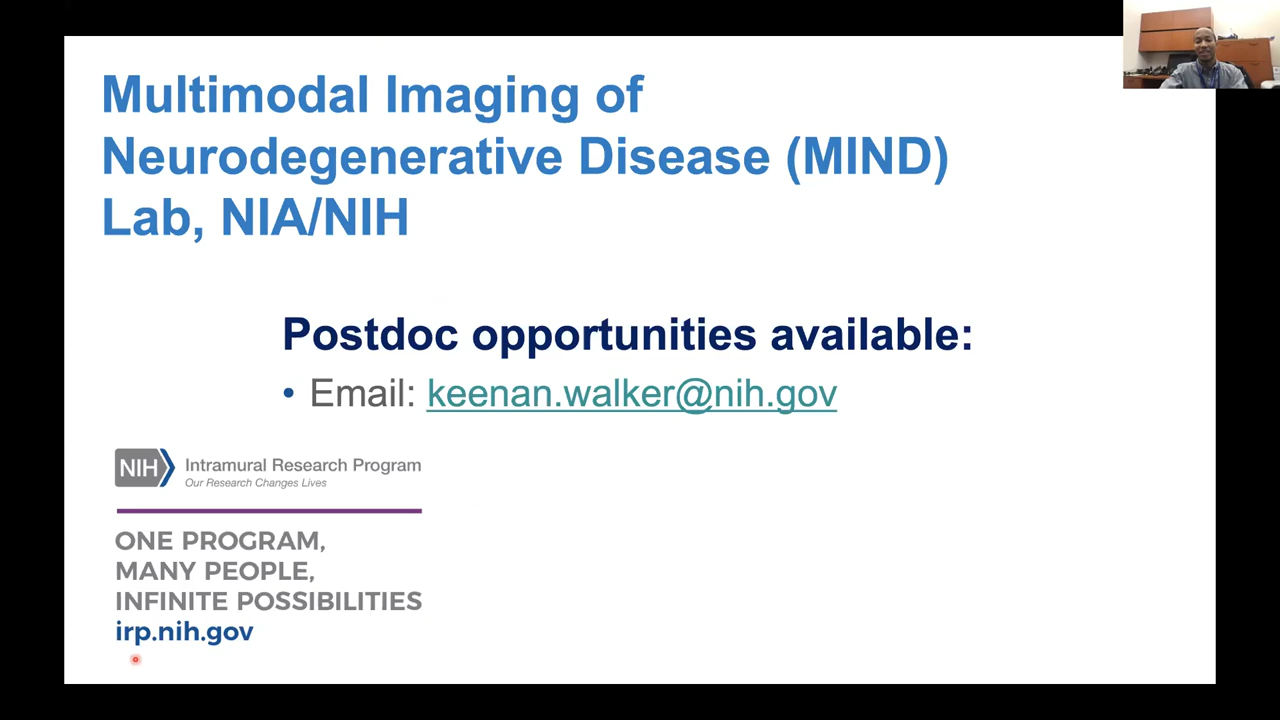 Multimodal Imaging of
Neurodegenerative Disease (MIND)
Lab, NIA/NIH
Postdoc opportunities available:
• Email: keenan.walker@nih.gov
NIH Intramural Research Program
Our Research Changes Lives
ONE PROGRAM,
MANY PEOPLE,
INFINITE POSSIBILITIES
irp.nih.gov